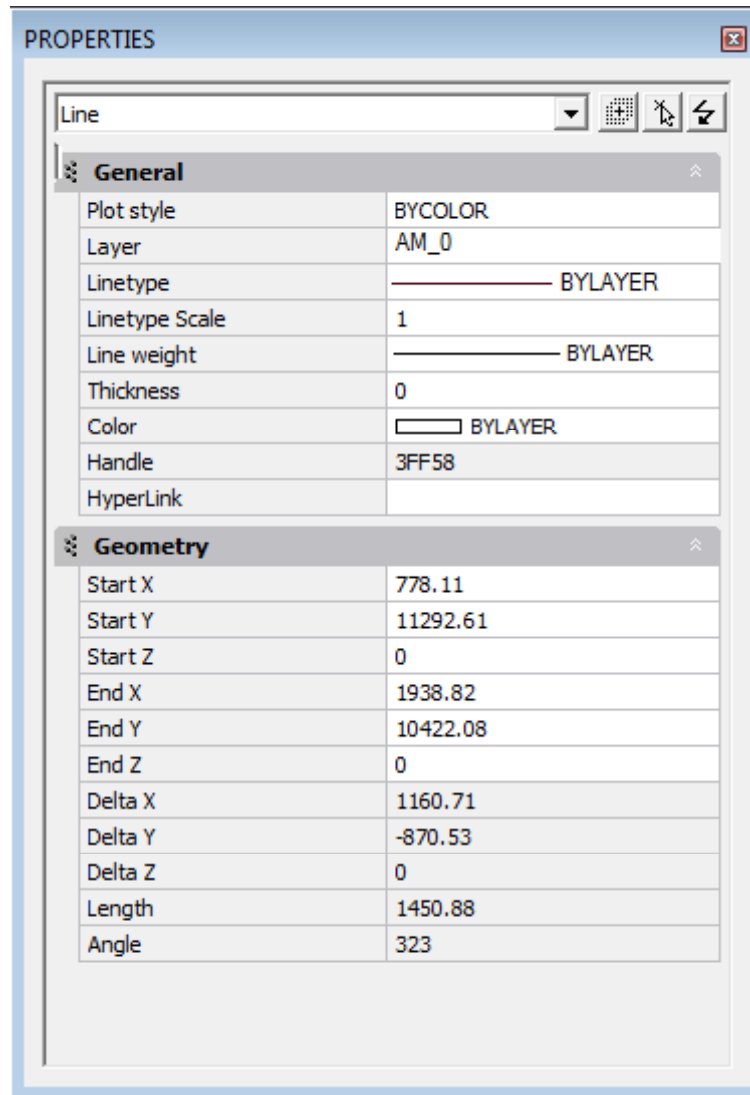 PROPERTIES
Line
General
Plot style BYCOLOR
Layer AM_0
Linetype BYLAYER
Linetype Scale 1
Line weight BYLAYER
Thickness 0
Color BYLAYER
Handle 3FF58
HyperLink
Geometry
Start X 778.11
Start Y 11292.61
Start Z 0
End X 1938.82
End Y 10422.08
End Z 0
Delta X 1160.71
Delta Y -870.53
Delta Z 0
Length 1450.88
Angle 323